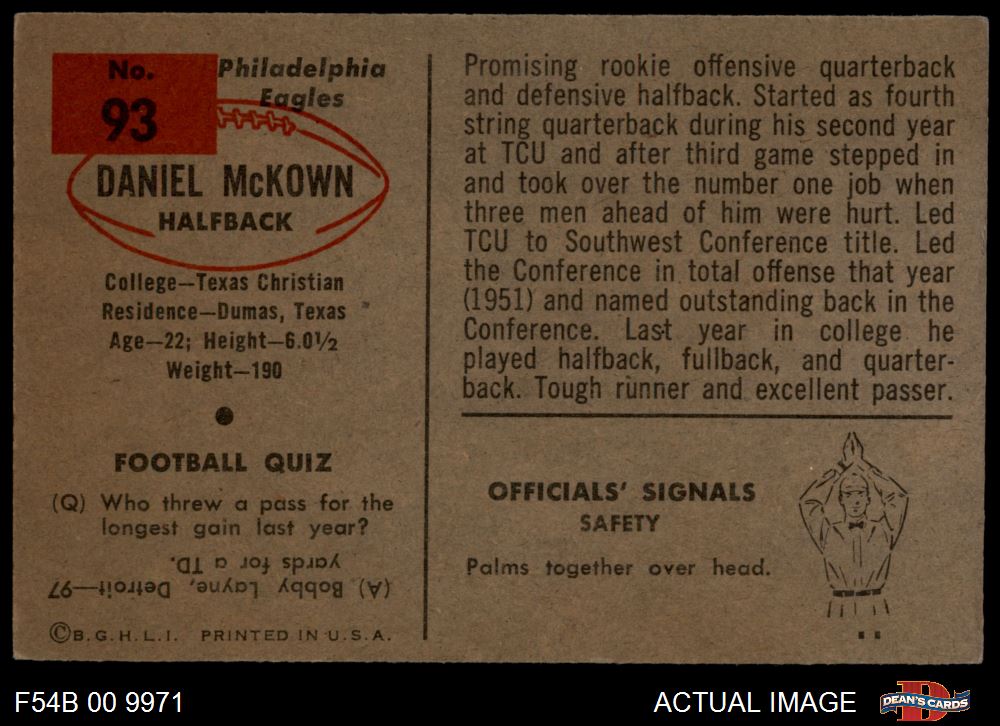 No.
93
Philadelphia
Eagles
DANIEL McKOWN
HALFBACK
College—Texas Christian
Residence—Dumas, Texas
Age—22; Height—6.0½
Weight—190
FOOTBALL QUIZ
(Q) Who threw a pass for the
longest gain last year?
(A) Bobby Layne, Detroit—97
yards for a TD.
©B.G.H.L.I. PRINTED IN U.S.A.
Promising rookie offensive quarterback
and defensive halfback. Started as fourth
string quarterback during his second year
at TCU and after third game stepped in
and took over the number one job when
three men ahead of him were hurt. Led
TCU to Southwest Conference title. Led
the Conference in total offense that year
(1951) and named outstanding back in the
Conference. Last year in college he
played halfback, fullback, and quarter-
back. Tough runner and excellent passer.
OFFICIALS' SIGNALS
SAFETY
Palms together over head.
F54B 00 9971
ACTUAL IMAGE
D
DEAN'S CARDS